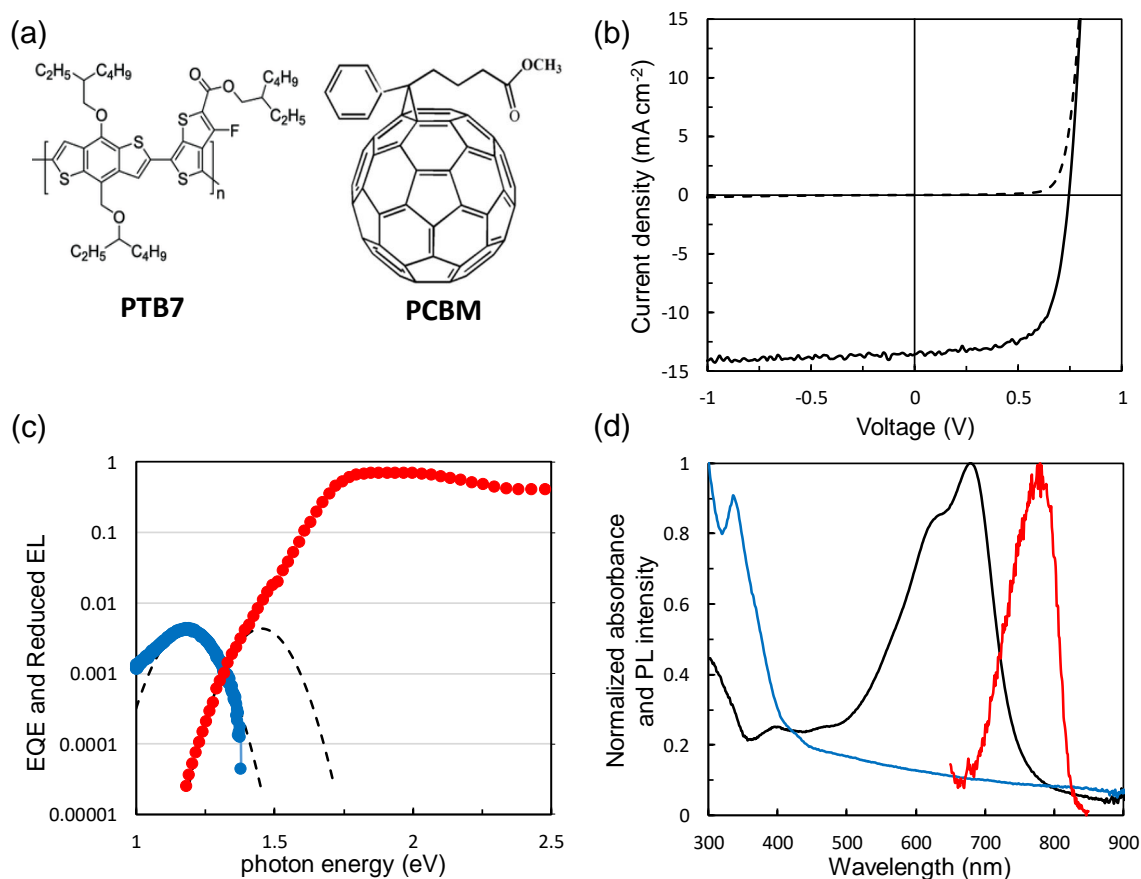 (a)
C₂H₅ C₄H₉
O
O
O
C₄H₉
C₂H₅
F
S
S
S
S
n
O
C₂H₅ C₄H₉
PTB7
OCH₃
O
PCBM
(b)
Current density (mA cm⁻²)
15
10
5
0
-5
-10
-15
-1
-0.5
0
0.5
1
Voltage (V)
(c)
EQE and Reduced EL
1
0.1
0.01
0.001
0.0001
0.00001
1
1.5
2
2.5
photon energy (eV)
(d)
Normalized absorbance
and PL intensity
1
0.8
0.6
0.4
0.2
0
300 400 500 600 700 800 900
Wavelength (nm)